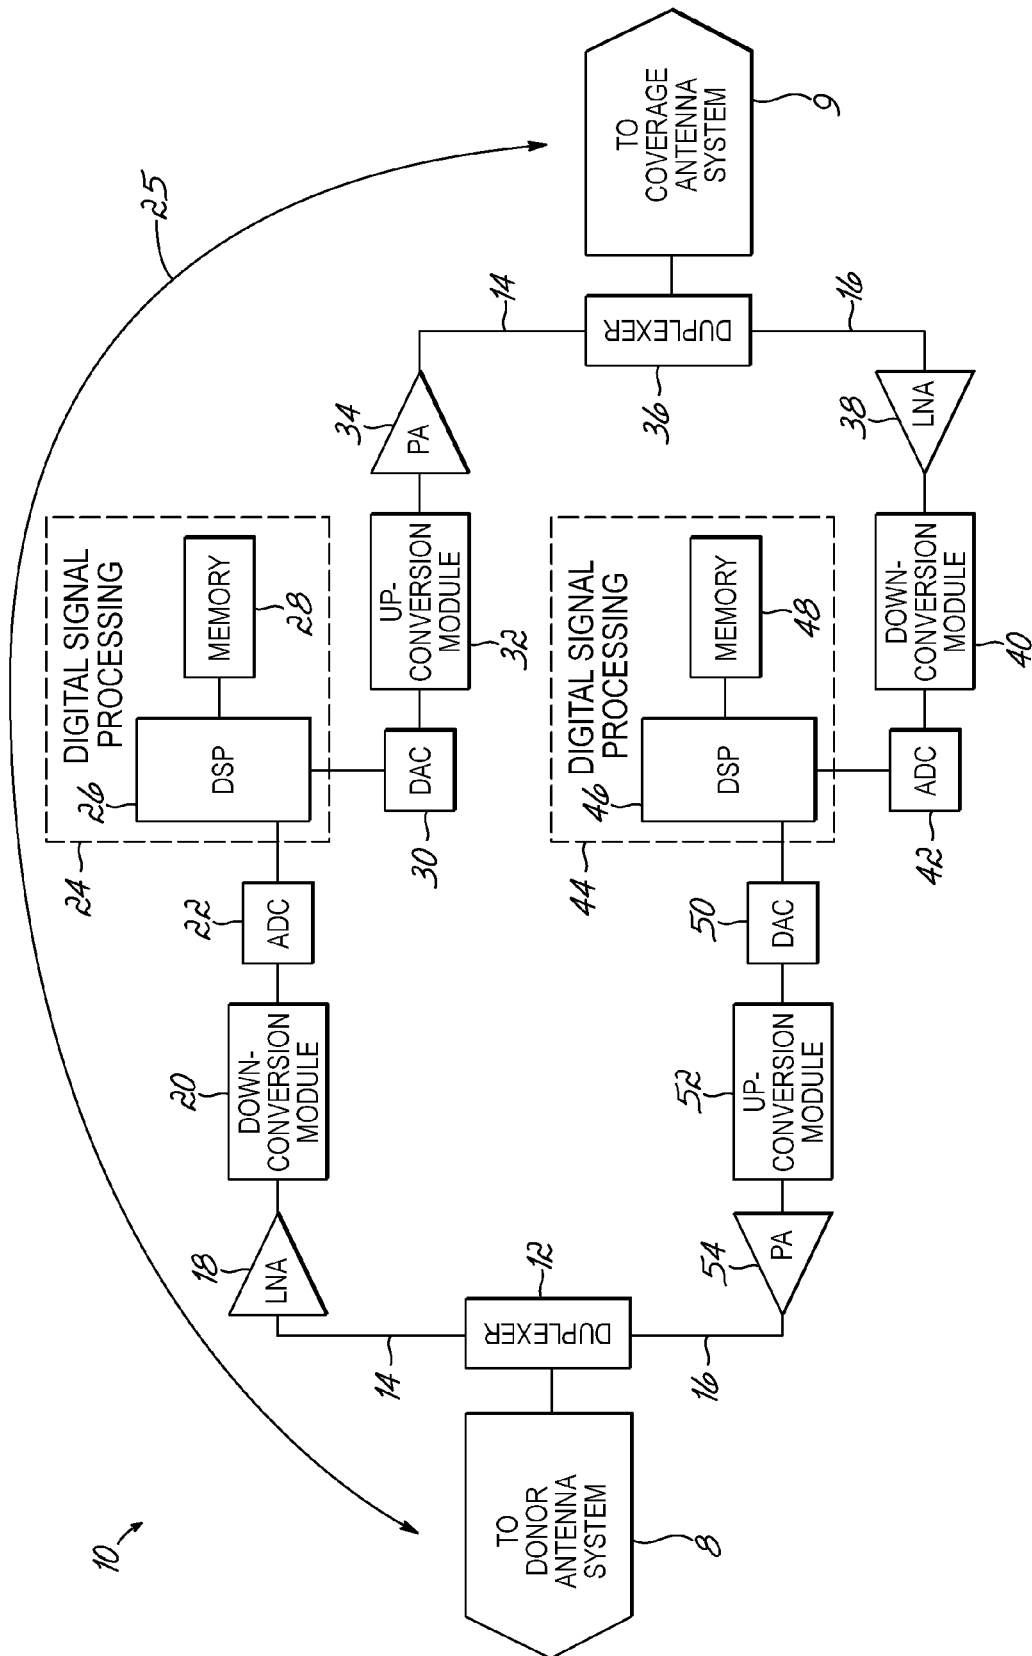 10
25
TO
DONOR
ANTENNA
SYSTEM
8
DUPLEXER
12
14
16
LNA
18
DOWN-
CONVERSION
MODULE
20
ADC
22
24
DIGITAL SIGNAL
PROCESSING
26
DSP
MEMORY
28
DAC
30
UP-
CONVERSION
MODULE
32
PA
34
14
DUPLEXER
36
TO
COVERAGE
ANTENNA
SYSTEM
9
16
LNA
38
DOWN-
CONVERSION
MODULE
40
ADC
42
44
DIGITAL SIGNAL
PROCESSING
46
DSP
MEMORY
48
DAC
50
UP-
CONVERSION
MODULE
52
PA
54